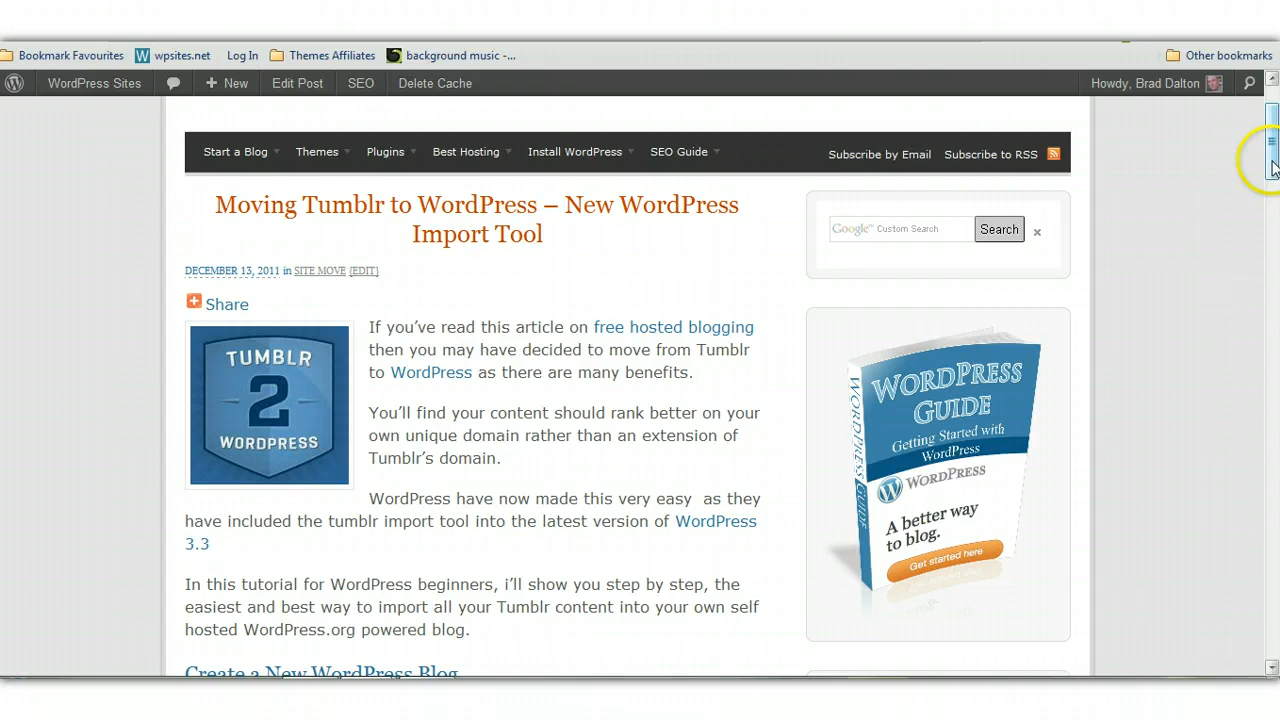 Bookmark Favourites wpsites.net Log In Themes Affiliates background music -... Other bookmarks
WordPress Sites New Edit Post SEO Delete Cache Howdy, Brad Dalton
Start a Blog Themes Plugins Best Hosting Install WordPress SEO Guide Subscribe by Email Subscribe to RSS
Moving Tumblr to WordPress – New WordPress
Import Tool
DECEMBER 13, 2011 in SITE MOVE {EDIT}
Share
TUMBLR
2
WORDPRESS
If you've read this article on free hosted blogging
then you may have decided to move from Tumblr
to WordPress as there are many benefits.
You'll find your content should rank better on your
own unique domain rather than an extension of
Tumblr's domain.
WordPress have now made this very easy as they
have included the tumblr import tool into the latest version of WordPress
3.3
In this tutorial for WordPress beginners, i'll show you step by step, the
easiest and best way to import all your Tumblr content into your own self
hosted WordPress.org powered blog.
Create a New WordPress Blog
Google™ Custom Search Search ×
WORDPRESS GUIDE
WORDPRESS
GUIDE
Getting Started with
WordPress
WORDPRESS
A better way
to blog.
Get started here